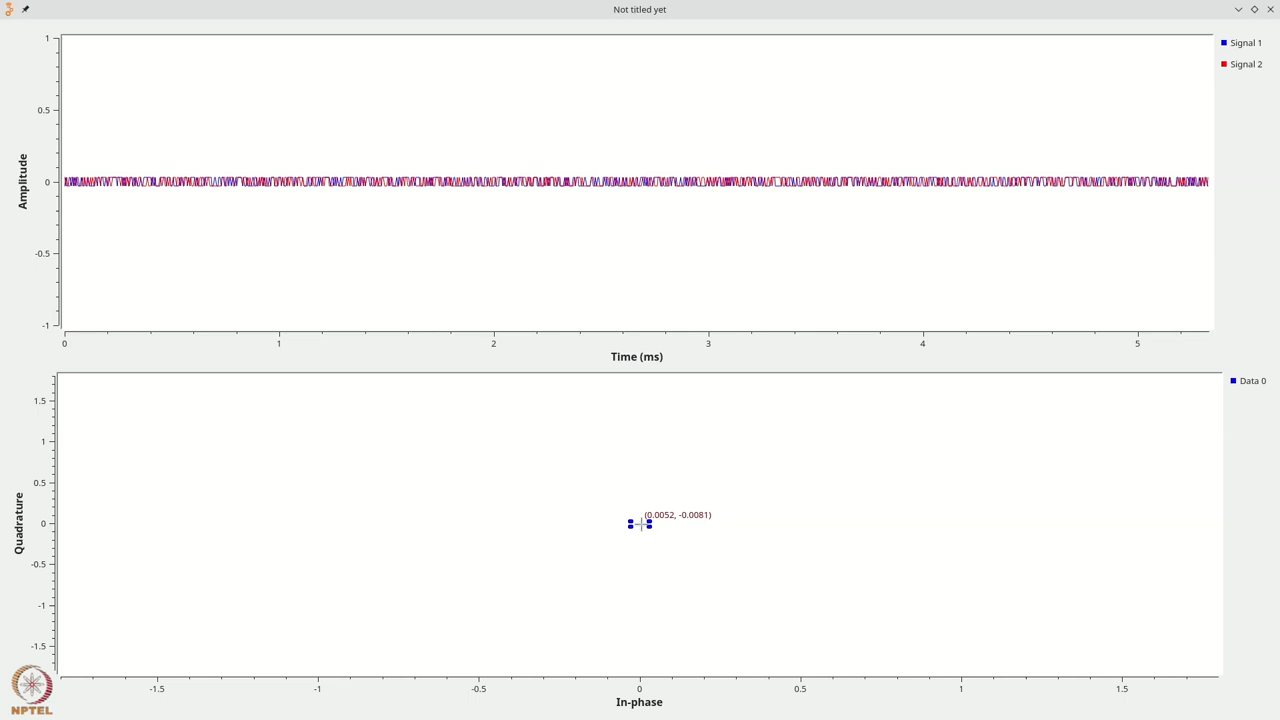 Not titled yet
1
0.5
0
-0.5
-1
Amplitude
0 1 2 3 4 5
Time (ms)
Signal 1
Signal 2
1.5
1
0.5
0
-0.5
-1
-1.5
Quadrature
(0.0052, -0.0081)
-1.5 -1 -0.5 0 0.5 1 1.5
In-phase
Data 0
NPTEL